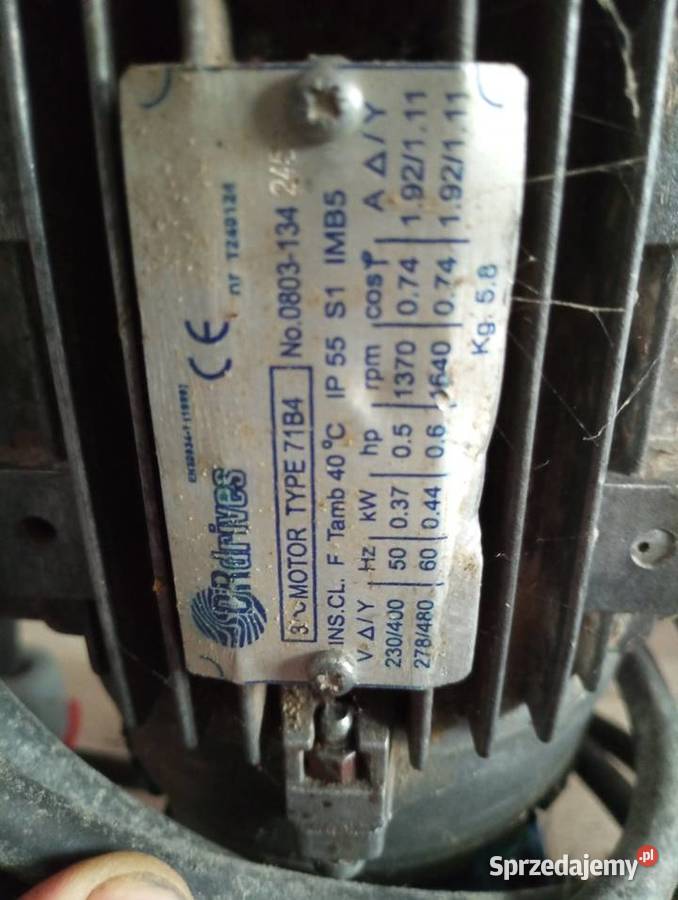 CE
nr T240124
drives
3~MOTOR TYPE 71B4 No.0803-134 245
INS.CL. F Tamb 40 °C IP 55 S1 IMB5
V Δ/Y Hz kW hp rpm cosφ A Δ/Y
230/400 50 0.37 0.5 1370 0.74 1.92/1.11
278/480 60 0.44 0.6 1640 0.74 1.92/1.11
Kg. 5.8
Sprzedajemy.pl